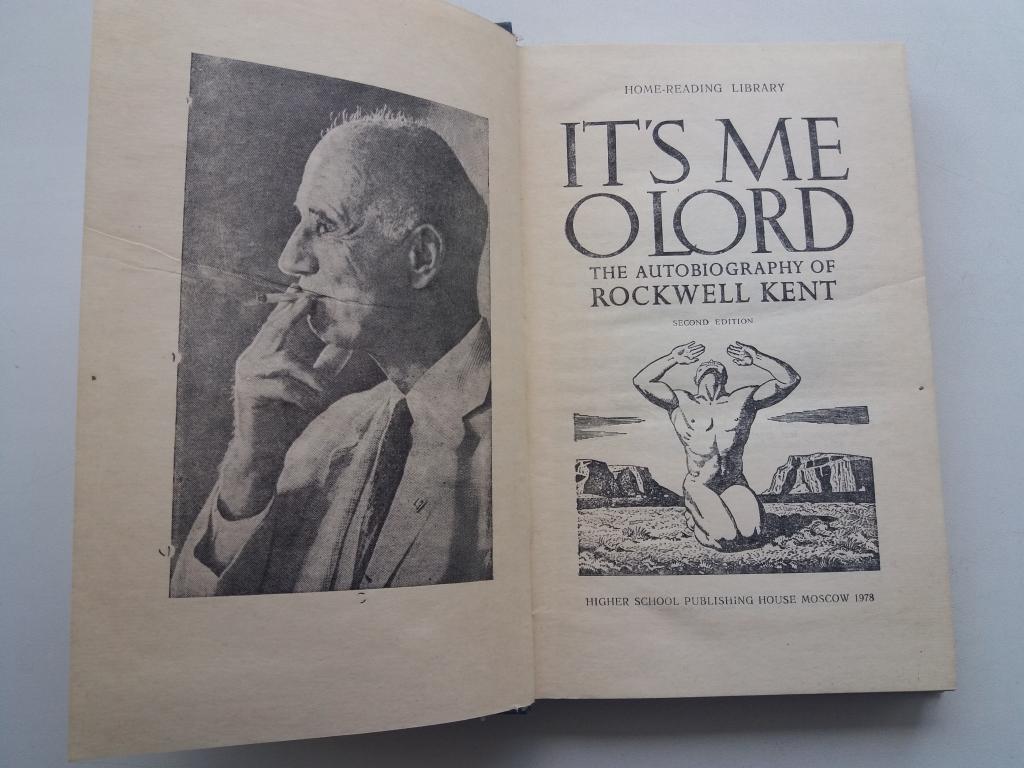 HOME-READING LIBRARY
IT'S ME
O LORD
THE AUTOBIOGRAPHY OF
ROCKWELL KENT
SECOND EDITION
HIGHER SCHOOL PUBLISHING HOUSE MOSCOW 1978